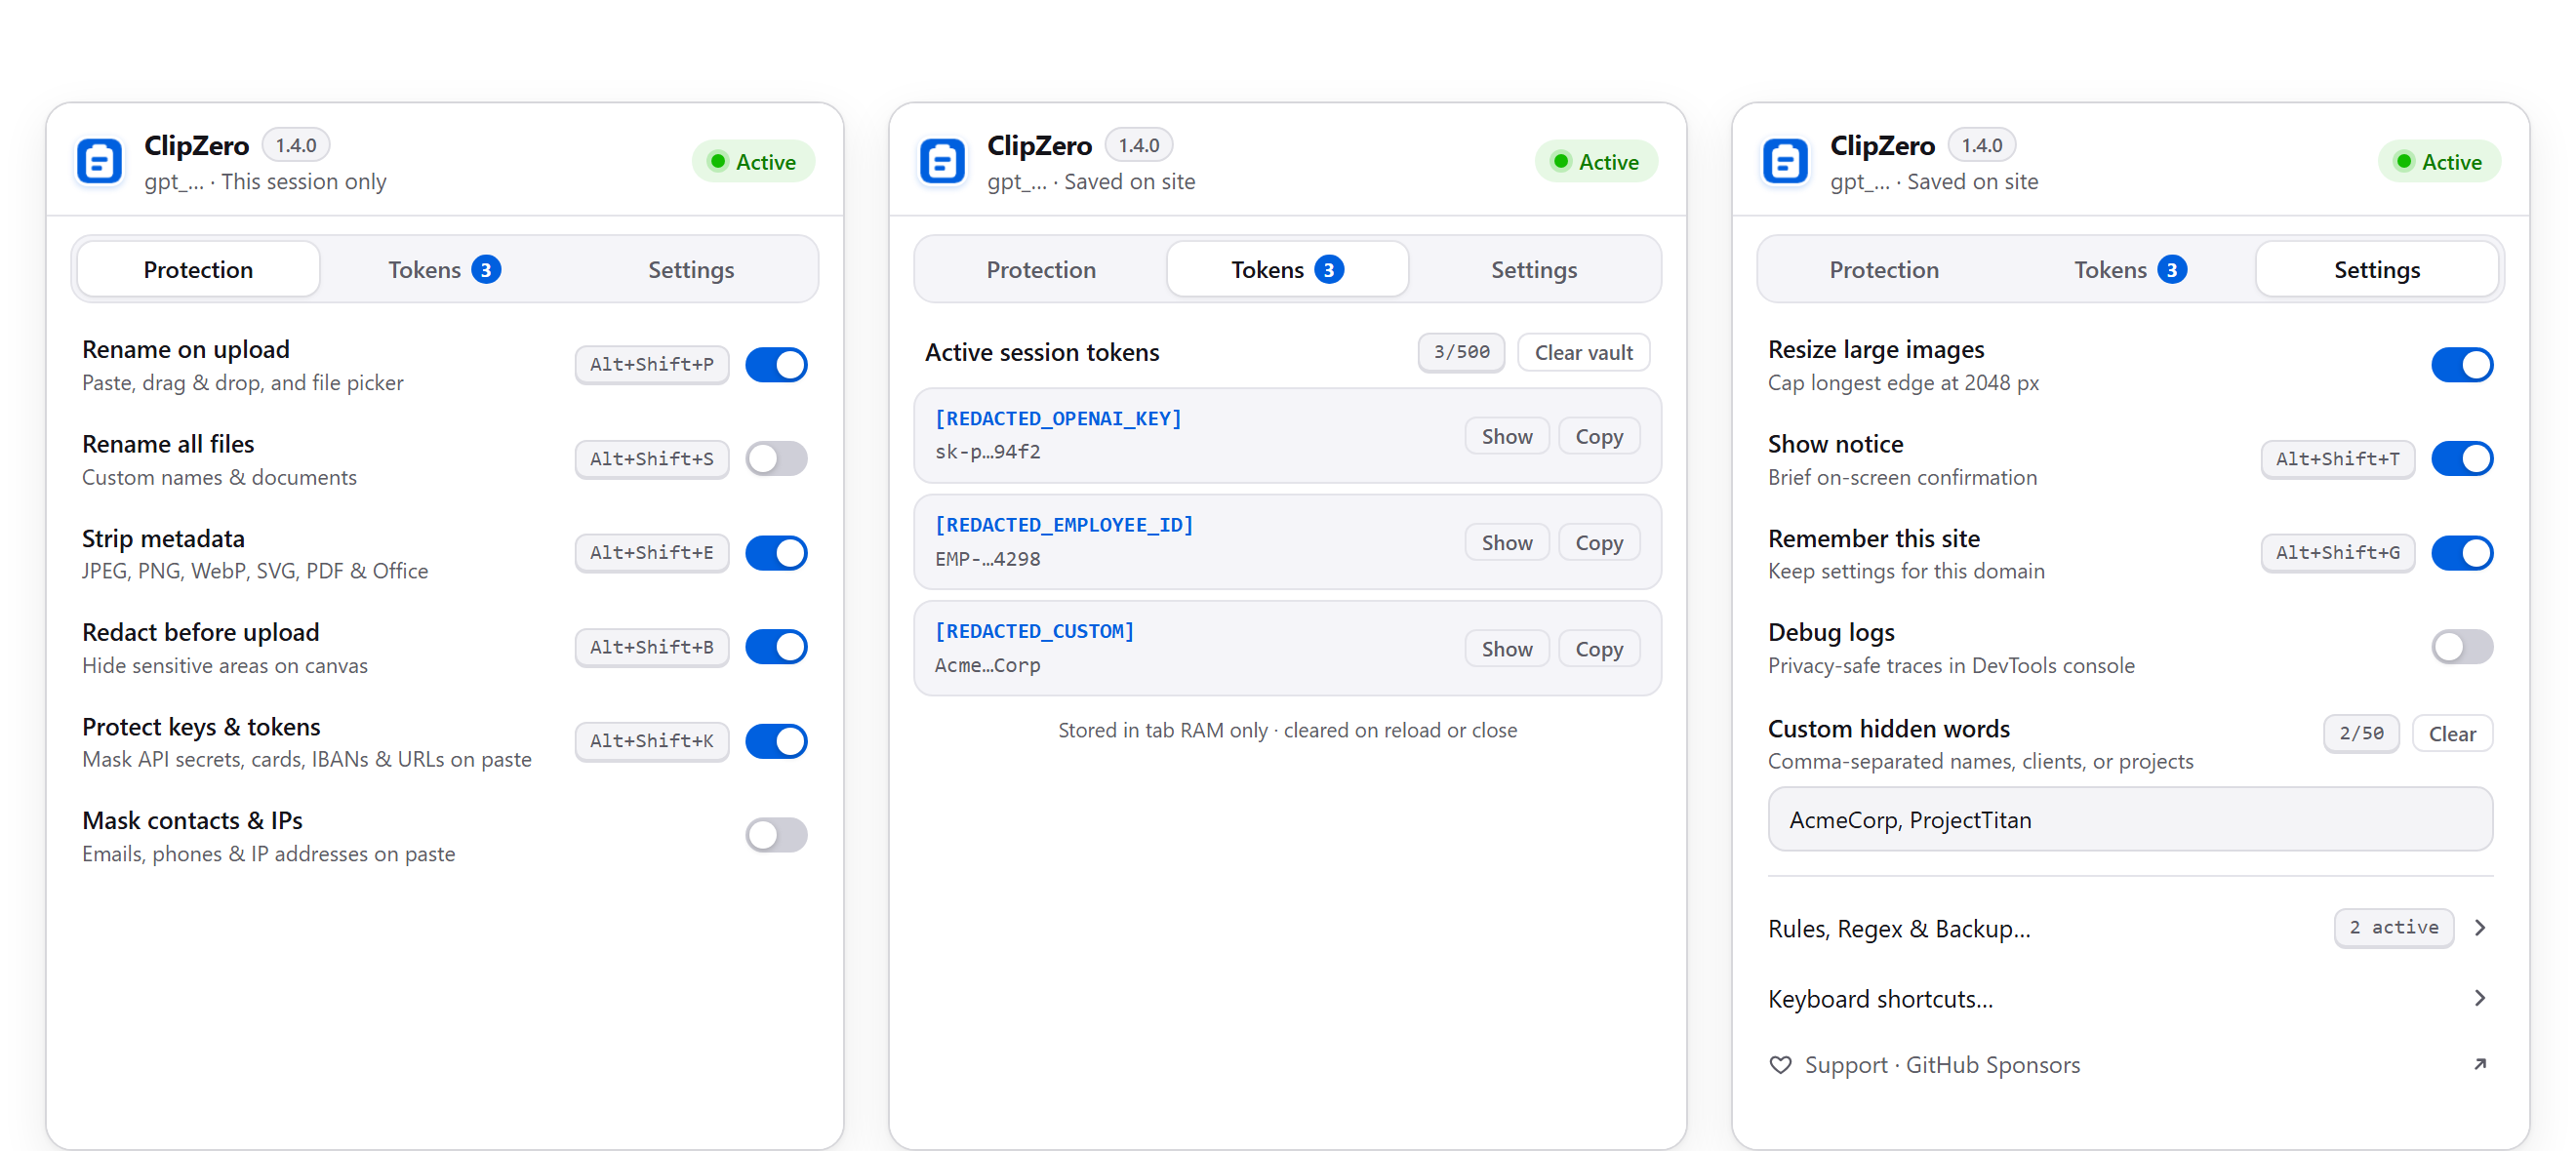 ClipZero 1.4.0
gpt_... · This session only
Active
Protection
Tokens 3
Settings
Rename on upload
Paste, drag & drop, and file picker
Alt+Shift+P
Rename all files
Custom names & documents
Alt+Shift+S
Strip metadata
JPEG, PNG, WebP, SVG, PDF & Office
Alt+Shift+E
Redact before upload
Hide sensitive areas on canvas
Alt+Shift+B
Protect keys & tokens
Mask API secrets, cards, IBANs & URLs on paste
Alt+Shift+K
Mask contacts & IPs
Emails, phones & IP addresses on paste
ClipZero 1.4.0
gpt_... · Saved on site
Active
Protection
Tokens 3
Settings
Active session tokens
3/500
Clear vault
[REDACTED_OPENAI_KEY]
sk-p…94f2
Show
Copy
[REDACTED_EMPLOYEE_ID]
EMP-…4298
Show
Copy
[REDACTED_CUSTOM]
Acme…Corp
Show
Copy
Stored in tab RAM only · cleared on reload or close
ClipZero 1.4.0
gpt_... · Saved on site
Active
Protection
Tokens 3
Settings
Resize large images
Cap longest edge at 2048 px
Show notice
Brief on-screen confirmation
Alt+Shift+T
Remember this site
Keep settings for this domain
Alt+Shift+G
Debug logs
Privacy-safe traces in DevTools console
Custom hidden words
Comma-separated names, clients, or projects
2/50
Clear
AcmeCorp, ProjectTitan
Rules, Regex & Backup...
2 active
Keyboard shortcuts...
Support · GitHub Sponsors